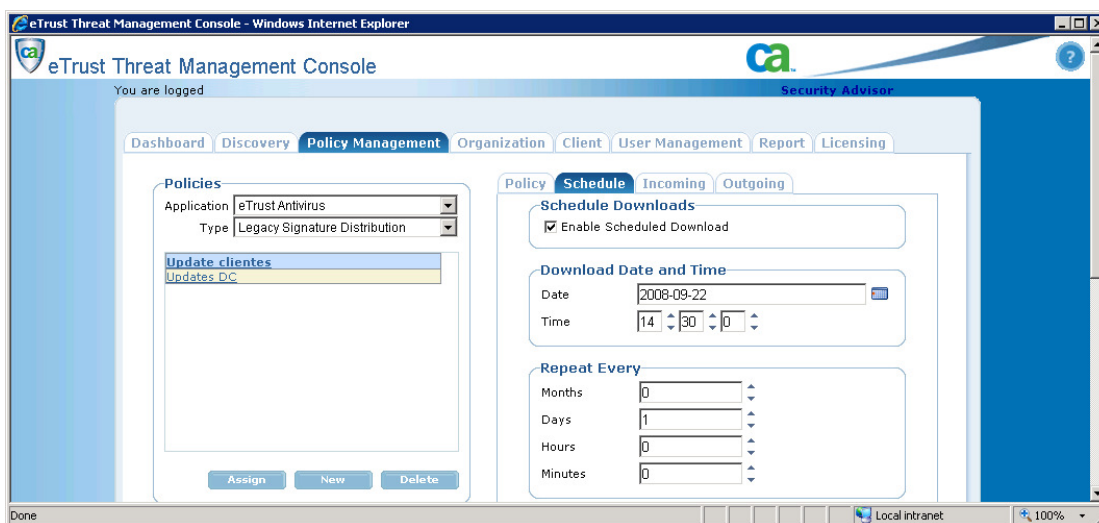 eTrust Threat Management Console - Windows Internet Explorer
ca
eTrust Threat Management Console
ca
?
You are logged
Security Advisor
Dashboard Discovery Policy Management Organization Client User Management Report Licensing
Policies
Application eTrust Antivirus
Type Legacy Signature Distribution
Update clientes
Updates DC
Assign New Delete
Policy Schedule Incoming Outgoing
Schedule Downloads
Enable Scheduled Download
Download Date and Time
Date 2008-09-22
Time 14 30 0
Repeat Every
Months 0
Days 1
Hours 0
Minutes 0
Done Local intranet 100%